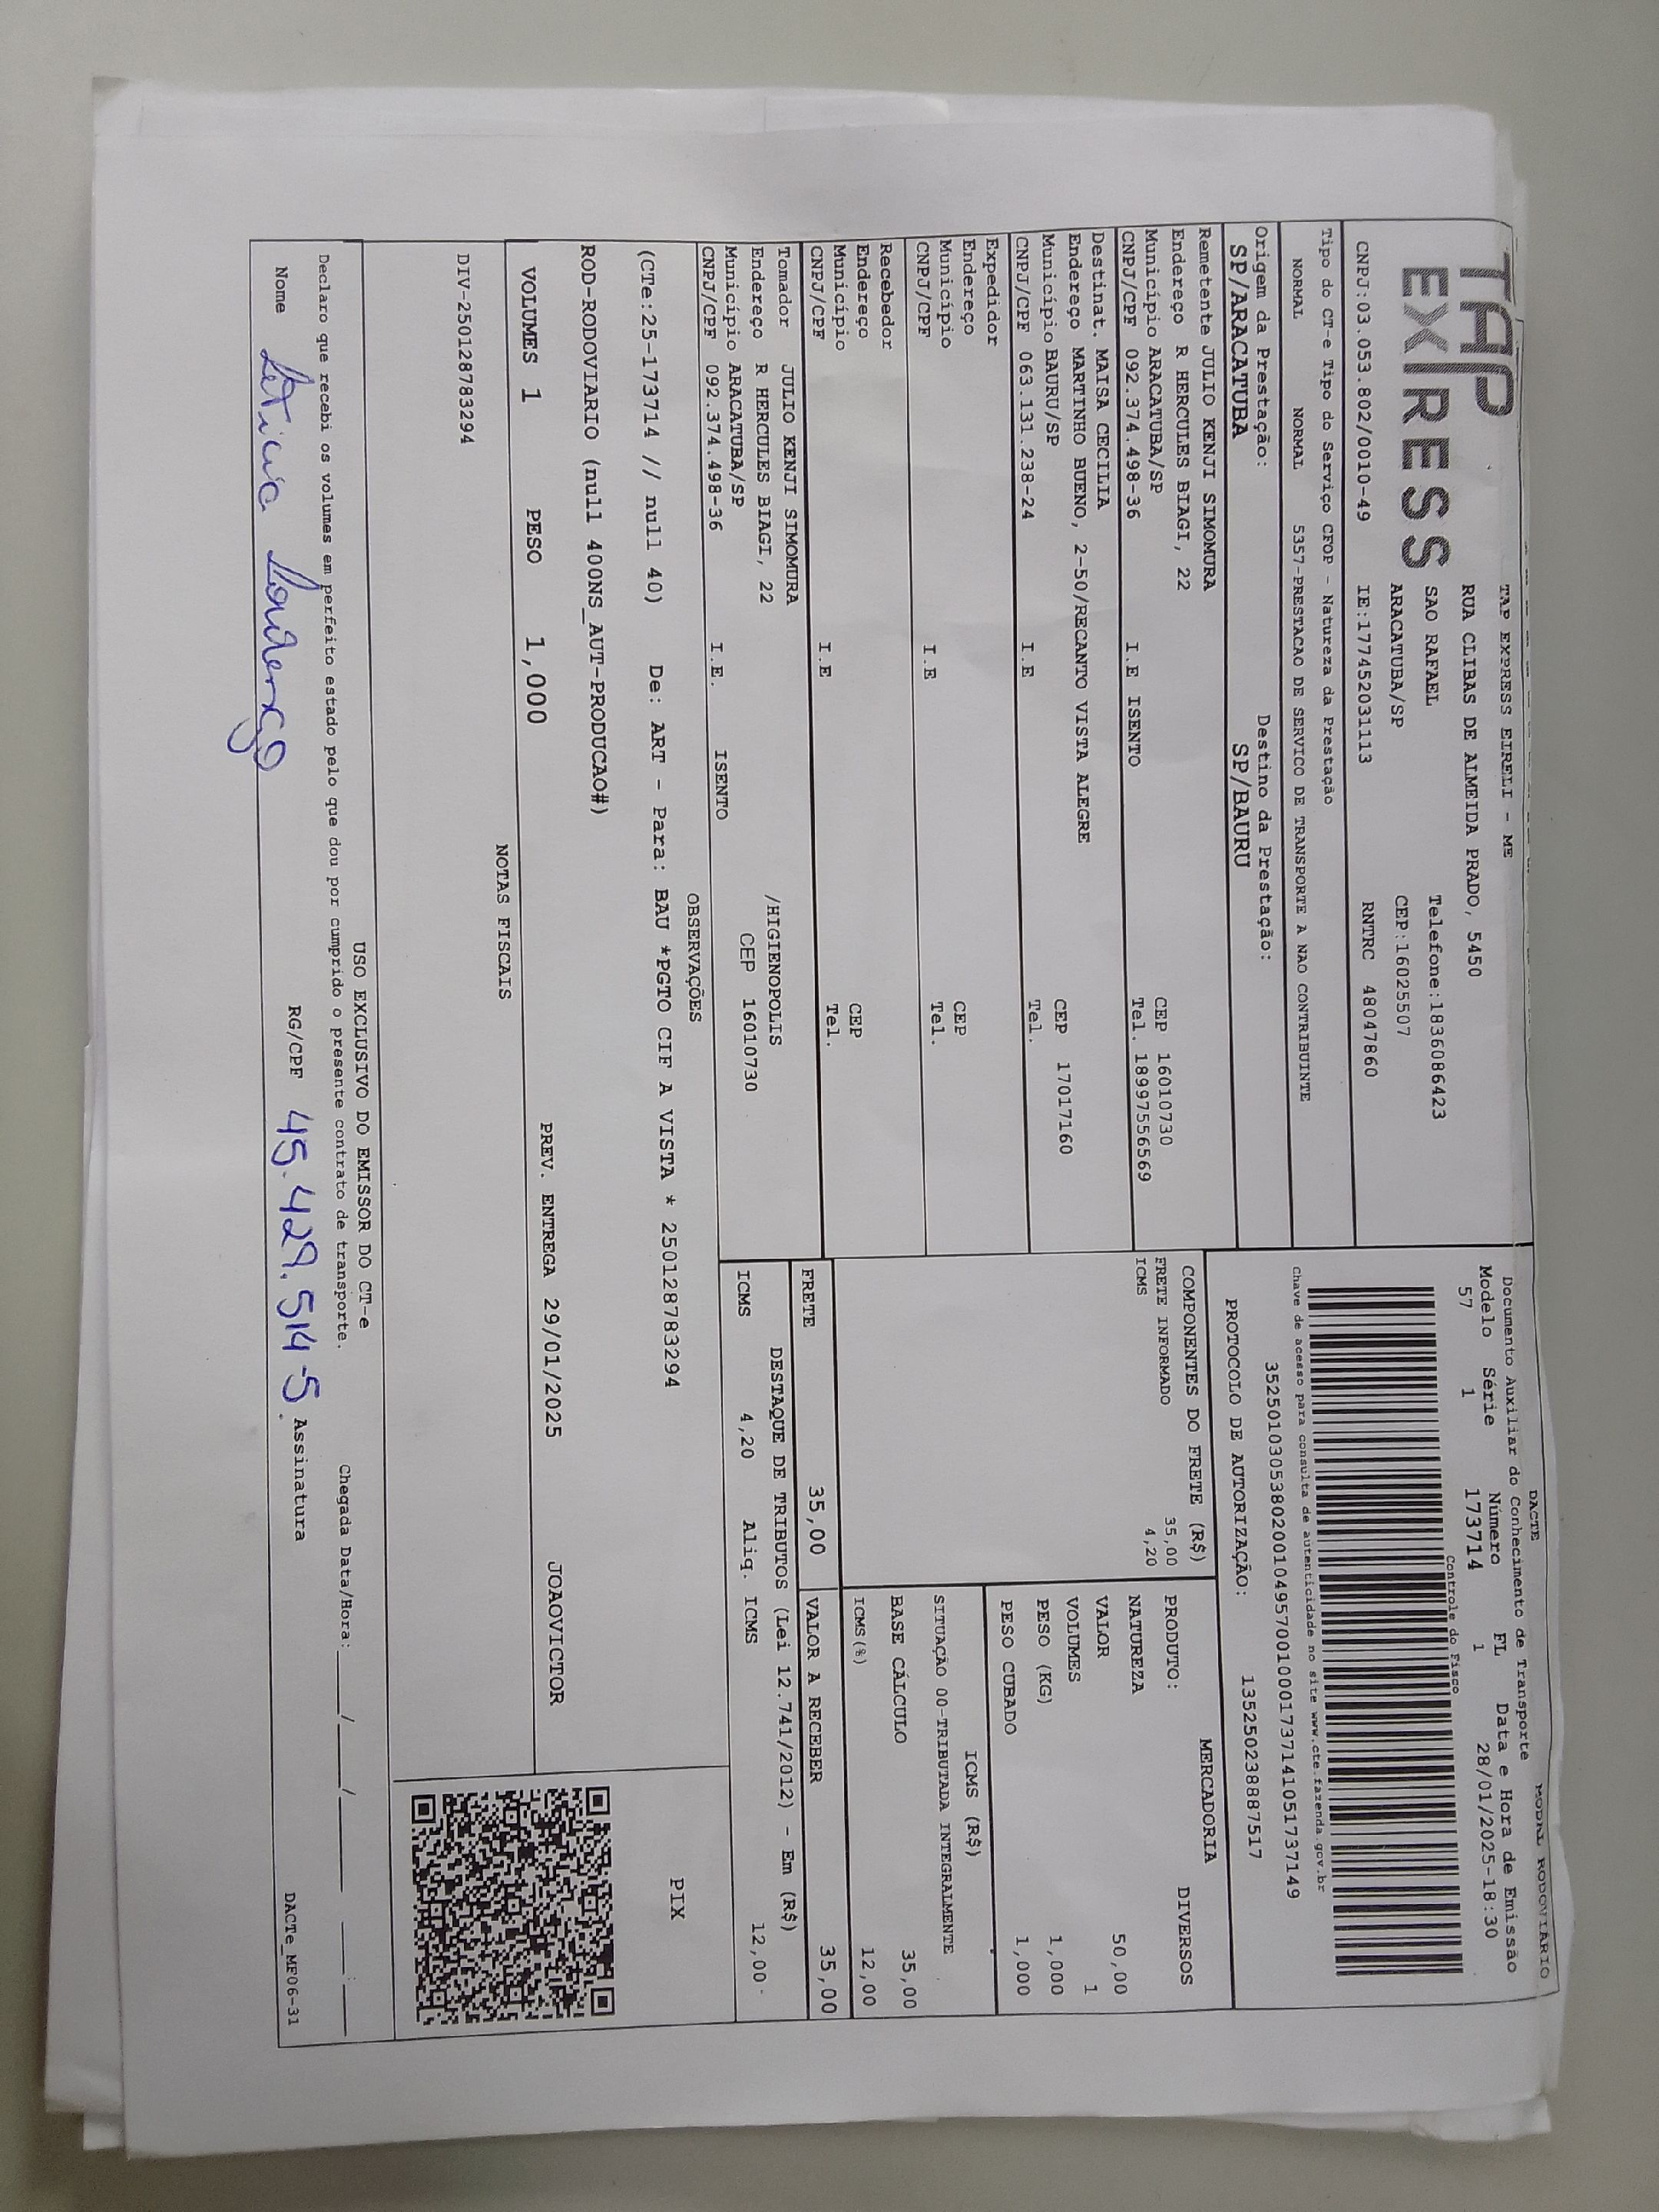 DACTE MODAL RODOVIARIO
TAP EXPRESS
TAP EXPRESS EIRELI - ME
RUA CLIBAS DE ALMEIDA PRADO, 5450
SAO RAFAEL Telefone:1836086423
ARACATUBA/SP CEP:16025507
CNPJ:03.053.802/0010-49 IE:177452031113 RNTRC 48047860
Documento Auxiliar do Conhecimento de Transporte
Modelo Série Número FL Data e Hora de Emissão
57 1 173714 1 28/01/2025-18:30
Controle do Fisco
Chave de acesso para consulta de autenticidade no site www.cte.fazenda.gov.br
35250103053802001049570010001737141051737149
PROTOCOLO DE AUTORIZAÇÃO: 135250238887517
Tipo do CT-e Tipo do Serviço CFOP - Natureza da Prestação
NORMAL NORMAL 5357-PRESTACAO DE SERVICO DE TRANSPORTE A NAO CONTRIBUINTE
Origem da Prestação: Destino da Prestação:
SP/ARACATUBA SP/BAURU
Remetente JULIO KENJI SIMOMURA
Endereço R HERCULES BIAGI, 22 CEP 16010730
Município ARACATUBA/SP Tel. 18997556569
CNPJ/CPF 092.374.498-36 I.E ISENTO
Destinat. MAISA CECILIA
Endereço MARTINHO BUENO, 2-50/RECANTO VISTA ALEGRE
Município BAURU/SP CEP 17017160
CNPJ/CPF 063.131.238-24 I.E Tel.
Expedidor
Endereço
Município CEP
CNPJ/CPF I.E Tel.
Recebedor
Endereço
Município CEP
CNPJ/CPF I.E Tel.
Tomador JULIO KENJI SIMOMURA
Endereço R HERCULES BIAGI, 22 /HIGIENOPOLIS
Município ARACATUBA/SP CEP 16010730
CNPJ/CPF 092.374.498-36 I.E. ISENTO
COMPONENTES DO FRETE (R$)
FRETE INFORMADO 35,00
ICMS 4,20
MERCADORIA
PRODUTO: DIVERSOS
NATUREZA
VALOR 50,00
VOLUMES 1
PESO (KG) 1,000
PESO CUBADO 1,000
ICMS (R$)
SITUAÇÃO 00-TRIBUTADA INTEGRALMENTE
BASE CÁLCULO 35,00
ICMS(%) 12,00
FRETE 35,00 VALOR A RECEBER 35,00
DESTAQUE DE TRIBUTOS (Lei 12.741/2012) - Em (R$)
ICMS 4,20 Aliq. ICMS 12,00
OBSERVAÇÕES
(CTe:25-173714 // null 40) De: ART - Para: BAU *PGTO CIF A VISTA * 250128783294
ROD-RODOVIARIO (null 400NS_AUT-PRODUCAO#)
PIX
VOLUMES 1 PESO 1,000 PREV. ENTREGA 29/01/2025 JOAOVICTOR
NOTAS FISCAIS
DIV-250128783294
USO EXCLUSIVO DO EMISSOR DO CT-e
Declaro que recebi os volumes em perfeito estado pelo que dou por cumprido o presente contrato de transporte. Chegada Data/Hora: ____/____/______ ____:____
Nome Letícia Lourenço RG/CPF 45.429.514-5. Assinatura
DACTe_MF06-31